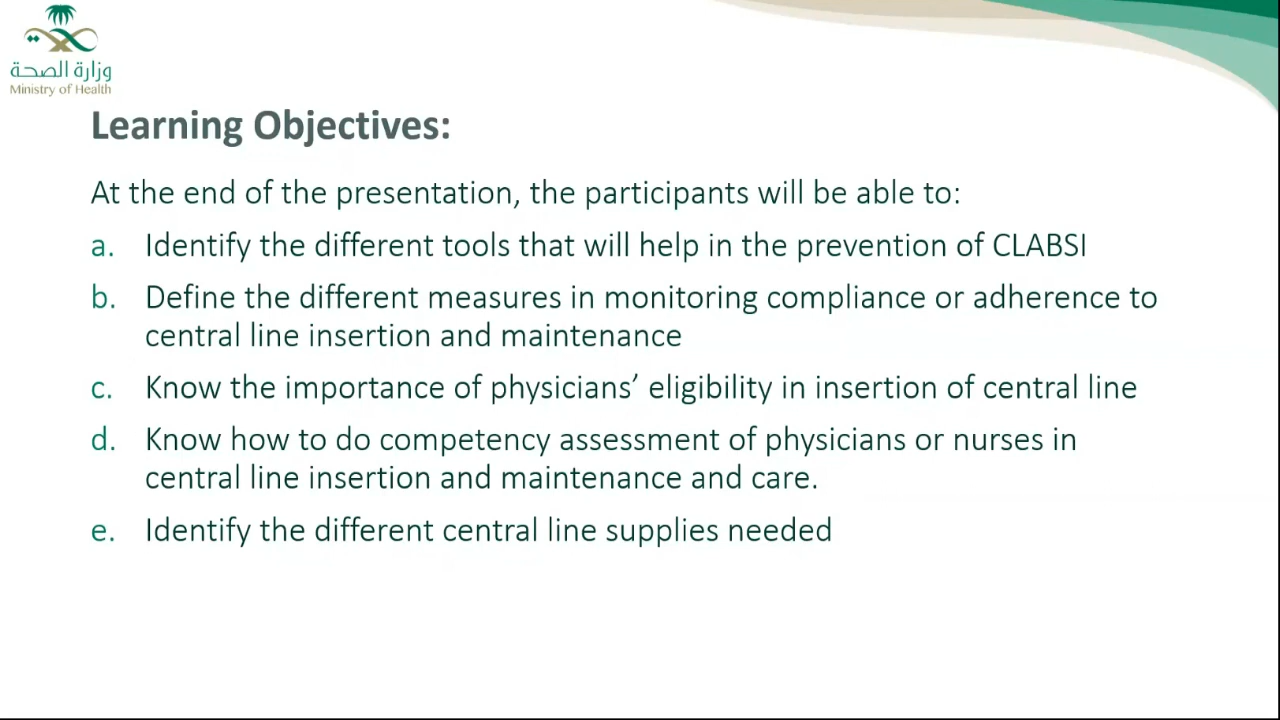 وزارة الصحة
Ministry of Health
Learning Objectives:
At the end of the presentation, the participants will be able to:
a. Identify the different tools that will help in the prevention of CLABSI
b. Define the different measures in monitoring compliance or adherence to
central line insertion and maintenance
c. Know the importance of physicians’ eligibility in insertion of central line
d. Know how to do competency assessment of physicians or nurses in
central line insertion and maintenance and care.
e. Identify the different central line supplies needed